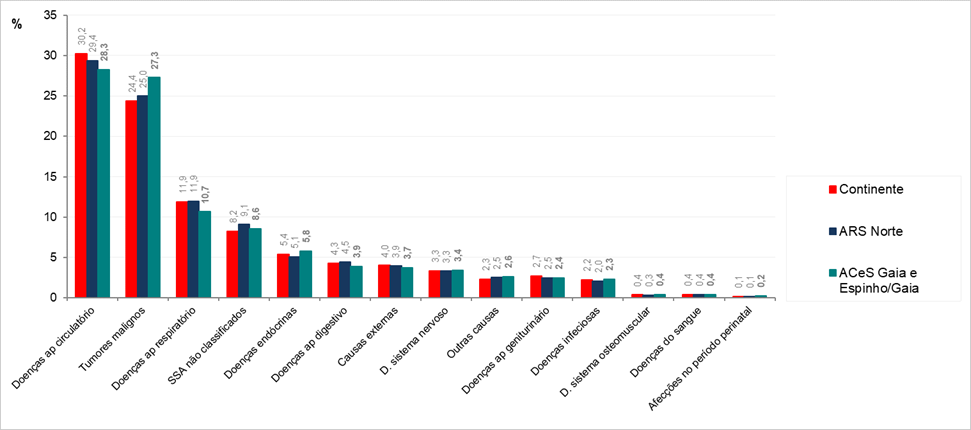 %
35
30
25
20
15
10
5
0
30,2
29,4
28,3
24,4
25,0
27,3
11,9
11,9
10,7
8,2
9,1
8,6
5,4
5,1
5,8
4,3
4,5
3,9
4,0
3,9
3,7
3,3
3,3
3,4
2,3
2,5
2,6
2,7
2,5
2,4
2,2
2,0
2,3
0,4
0,3
0,4
0,4
0,4
0,4
0,1
0,1
0,2
Doenças ap circulatório
Tumores malignos
Doenças ap respiratório
SSA não classificados
Doenças endócrinas
Doenças ap digestivo
Causas externas
D. sistema nervoso
Outras causas
Doenças ap geniturinário
Doenças infeciosas
D. sistema osteomuscular
Doenças do sangue
Afecções no período perinatal
Continente
ARS Norte
ACeS Gaia e
Espinho/Gaia